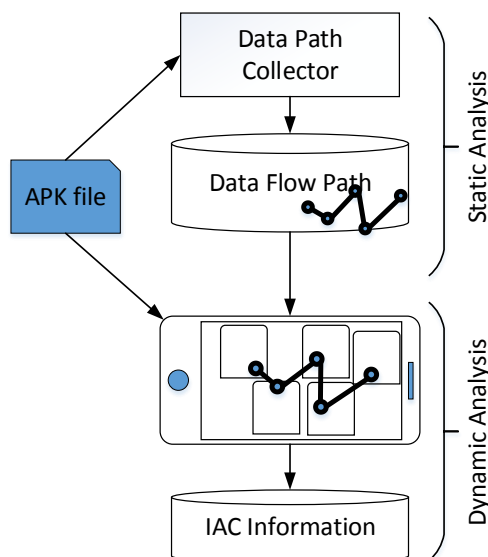 Data Path
Collector
Data Flow Path
APK file
IAC Information
Static Analysis
Dynamic Analysis